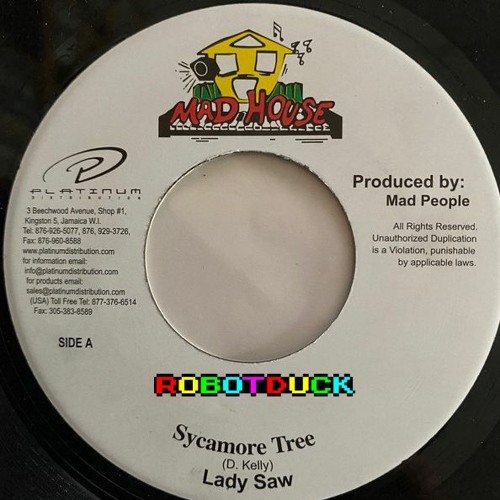 MAD HOUSE
PLATINUM
DISTRIBUTION
3 Beechwood Avenue, Shop #1,
Kingston 5, Jamaica W.I.
Tel: 876-926-5077, 876, 929-3726,
Fax: 876-960-8588
www.platinumdistribution.com
for information email:
info@platinumdistribution.com
for products email:
sales@platinumdistribution.com
(USA) Toll Free Tel: 877-376-6514
Fax: 305-383-8589
Produced by:
Mad People
All Rights Reserved.
Unauthorized Duplication
is a Violation, punishable
by applicable laws.
SIDE A
ROBOTDUCK
Sycamore Tree
(D. Kelly)
Lady Saw